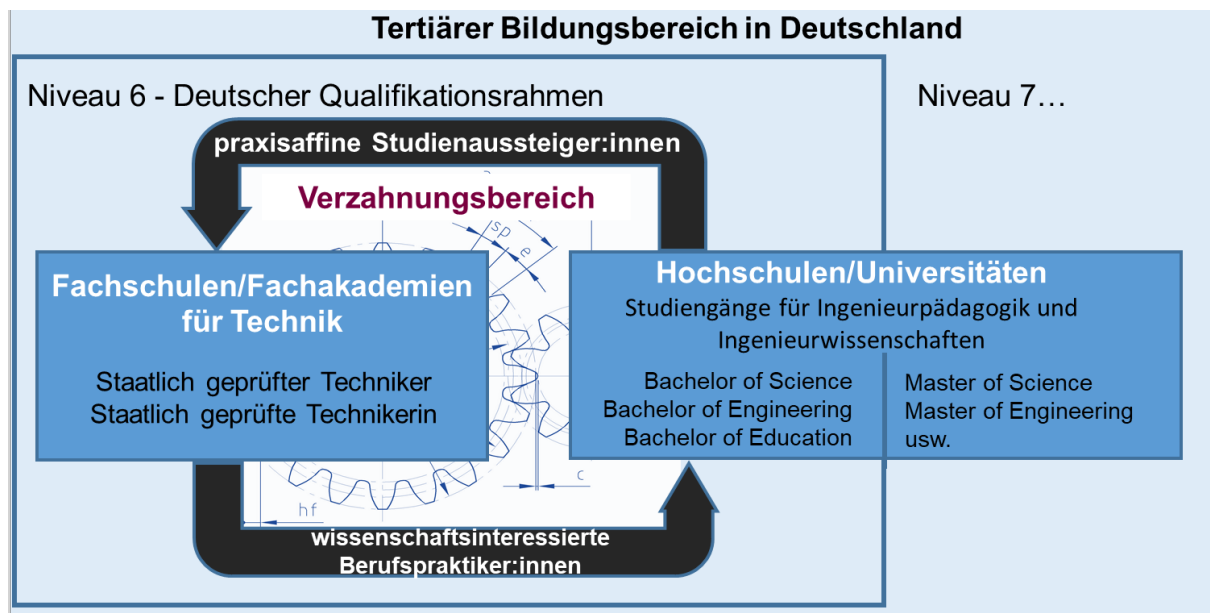 Tertiärer Bildungsbereich in Deutschland
Niveau 6 - Deutscher Qualifikationsrahmen
Niveau 7…
praxisaffine Studienaussteiger:innen
Verzahnungsbereich
sp
e
Fachschulen/Fachakademien
für Technik
Staatlich geprüfter Techniker
Staatlich geprüfte Technikerin
Hochschulen/Universitäten
Studiengänge für Ingenieurpädagogik und
Ingenieurwissenschaften
Bachelor of Science
Bachelor of Engineering
Bachelor of Education
Master of Science
Master of Engineering
usw.
c
hf
wissenschaftsinteressierte
Berufspraktiker:innen